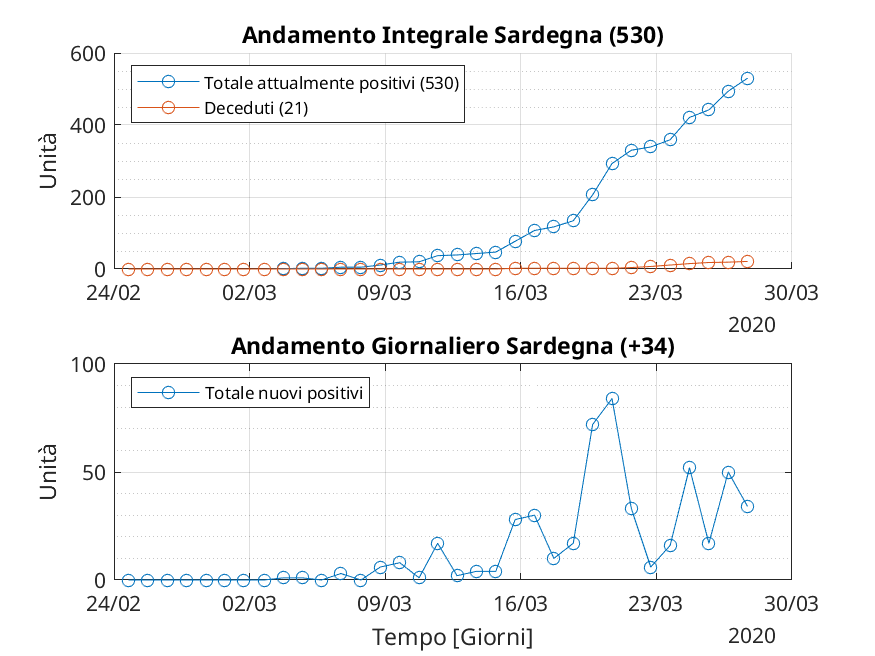 Andamento Integrale Sardegna (530)
600
400
200
0
Unità
Totale attualmente positivi (530)
Deceduti (21)
24/02 02/03 09/03 16/03 23/03 30/03
2020
Andamento Giornaliero Sardegna (+34)
100
50
0
Unità
Totale nuovi positivi
24/02 02/03 09/03 16/03 23/03 30/03
Tempo [Giorni]
2020